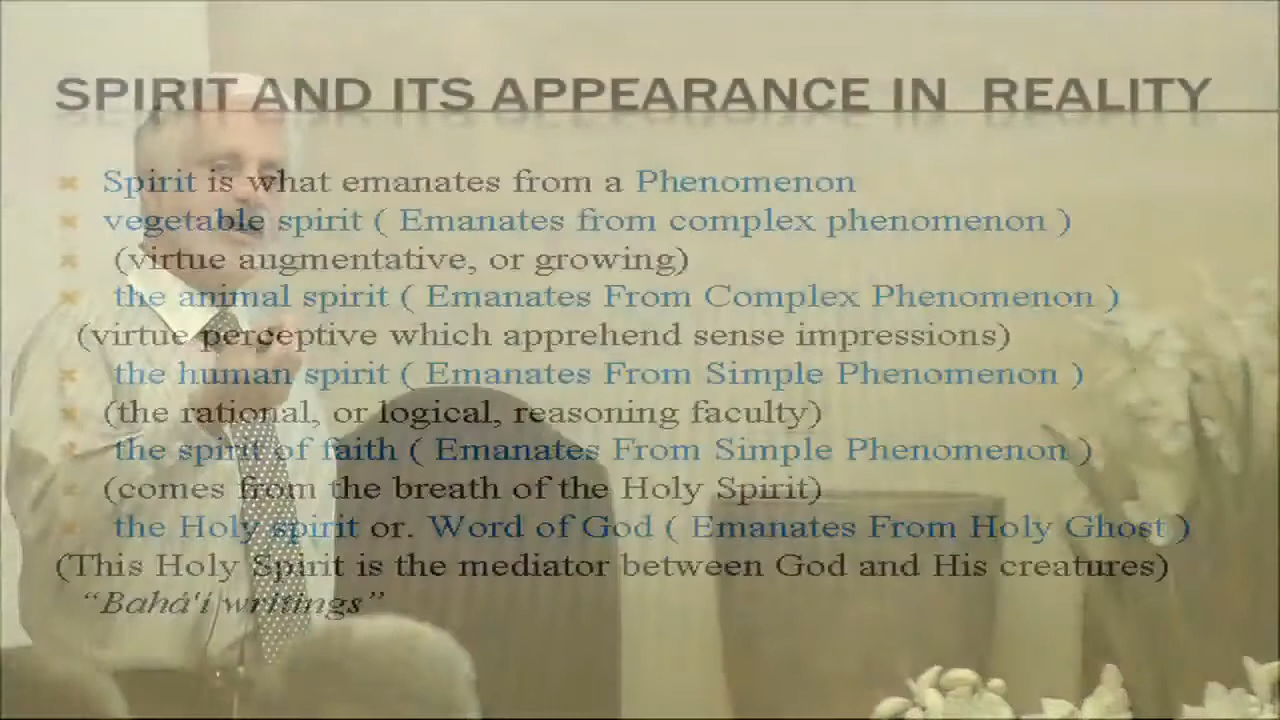 SPIRIT AND ITS APPEARANCE IN REALITY
Spirit is what emanates from a Phenomenon
vegetable spirit ( Emanates from complex phenomenon )
(virtue augmentative, or growing)
the animal spirit ( Emanates From Complex Phenomenon )
(virtue perceptive which apprehend sense impressions)
the human spirit ( Emanates From Simple Phenomenon )
(the rational, or logical, reasoning faculty)
the spirit of faith ( Emanates From Simple Phenomenon )
(comes from the breath of the Holy Spirit)
the Holy spirit or. Word of God ( Emanates From Holy Ghost )
(This Holy Spirit is the mediator between God and His creatures)
“Bahá'í writings”